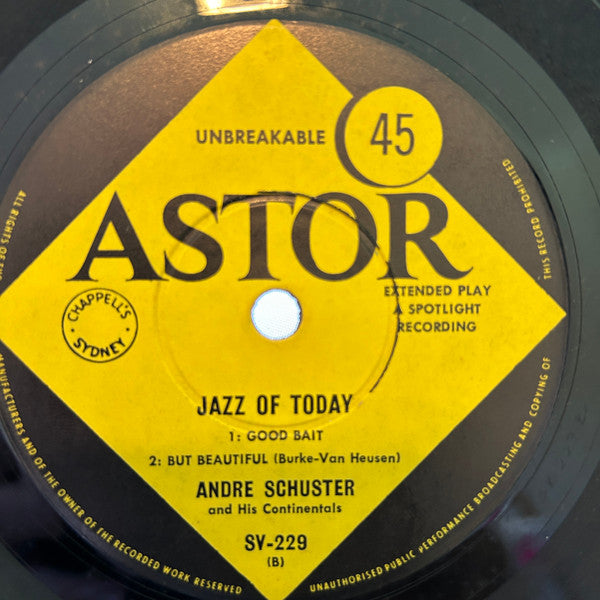 UNBREAKABLE
45
ASTOR
EXTENDED PLAY
A SPOTLIGHT
RECORDING
CHAPPELL'S
SYDNEY
JAZZ OF TODAY
1: GOOD BAIT
2: BUT BEAUTIFUL (Burke-Van Heusen)
ANDRE SCHUSTER
and His Continentals
SV-229
(B)
ALL RIGHTS OF
MANUFACTURERS AND OF THE OWNER OF THE RECORDED WORK RESERVED
UNAUTHORISED PUBLIC PERFORMANCE BROADCASTING AND COPYING OF
THIS RECORD PROHIBITED